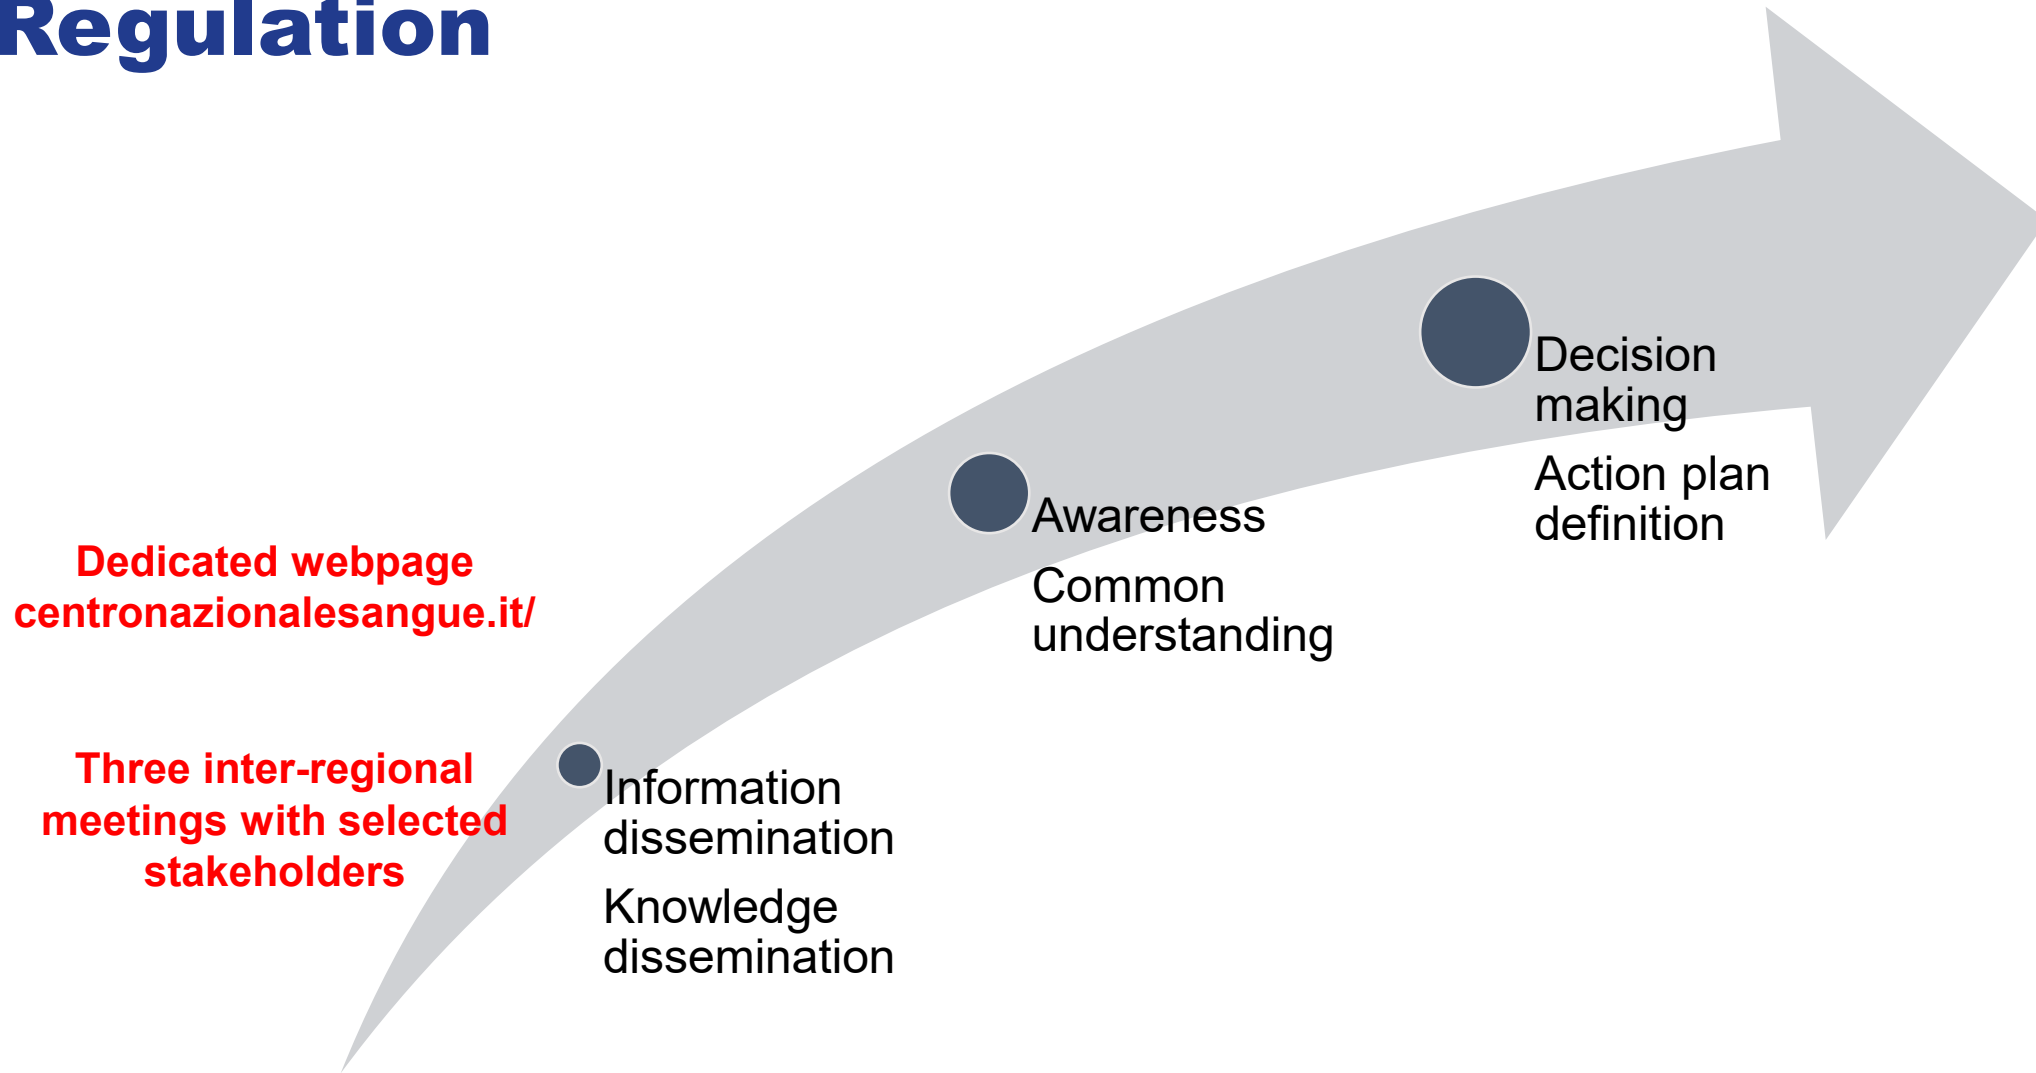 Regulation
Dedicated webpage
centronazionalesangue.it/
Three inter-regional
meetings with selected
stakeholders
Information
dissemination
Knowledge
dissemination
Awareness
Common
understanding
Decision
making
Action plan
definition